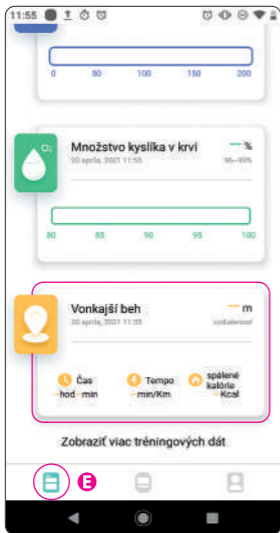 11:55
0 50 100 150 200
O₂
Množstvo kyslíka v krvi
— %
20 apríla, 2021 11:55
95—99%
80 85 90 95 100
Vonkajší beh
— m
20 apríla, 2021 11:55
vzdialenosť
Čas
—hod—min
Tempo
—min/Km
spálené
kalórie
—Kcal
Zobraziť viac tréningových dát
E